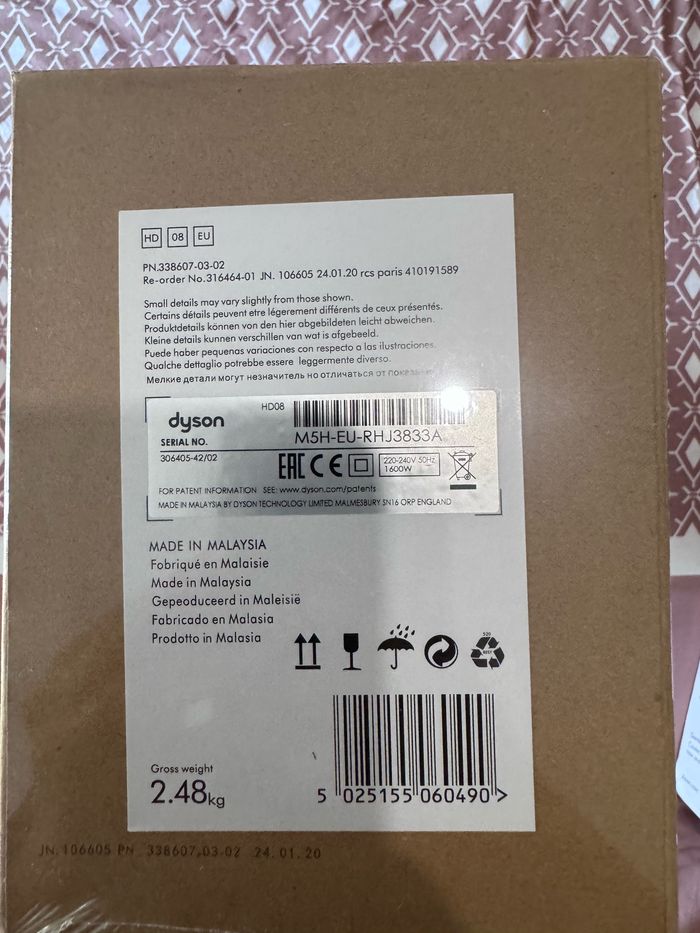 HD 08 EU
PN.338607-03-02
Re-order No.316464-01 JN. 106605 24.01.20 rcs paris 410191589
Small details may vary slightly from those shown.
Certains détails peuvent etre légerement différents de ceux présentés.
Produktdetails können von den hier abgebildeten leicht abweichen.
Kleine details kunnen verschillen van wat is afgebeeld.
Puede haber pequenas variaciones con respecto a las ilustraciones.
Qualche dettaglio potrebbe essere leggermente diverso.
Мелкие детали могут незначитель но отличаться от
dyson
HD08
SERIAL NO.
M5H-EU-RHJ3833A
306405-42/02
EAC CE
220-240V 50Hz
1600W
FOR PATENT INFORMATION SEE: www.dyson.com/patents
MADE IN MALAYSIA BY DYSON TECHNOLOGY LIMITED MALMESBURY SN16 ORP ENGLAND
MADE IN MALAYSIA
Fabriqué en Malaisie
Made in Malaysia
Gepeoduceerd in Maleisië
Fabricado en Malasia
Prodotto in Malasia
Gross weight
2.48kg
5 025155 060490 >
JN. 106605 PN 338607-03-02 24.01.20